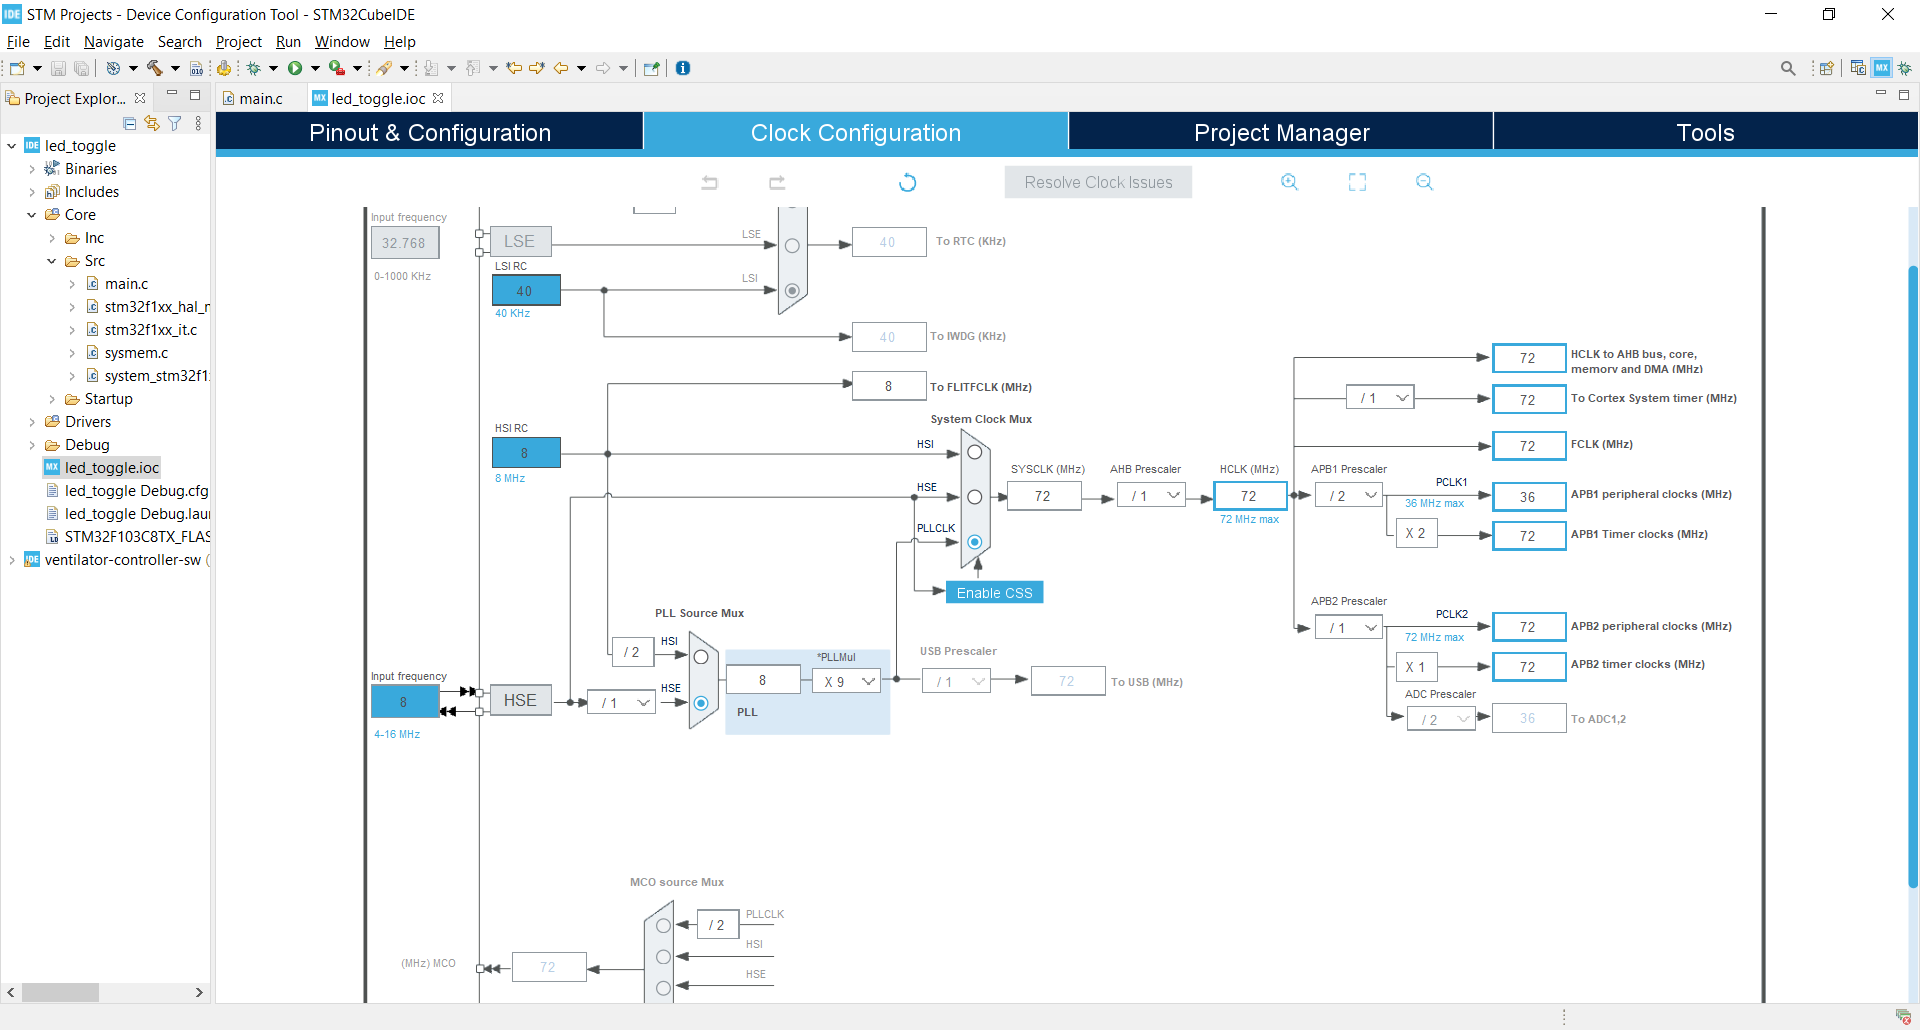 STM Projects - Device Configuration Tool - STM32CubeIDE
File Edit Navigate Search Project Run Window Help
Project Explor...
main.c
led_toggle.ioc
Pinout & Configuration
Clock Configuration
Project Manager
Tools
Resolve Clock Issues
led_toggle
Binaries
Includes
Core
Inc
Src
main.c
stm32f1xx_hal_r
stm32f1xx_it.c
sysmem.c
system_stm32f1:
Startup
Drivers
Debug
led_toggle.ioc
led_toggle Debug.cfg
led_toggle Debug.lau
STM32F103C8TX_FLAS
ventilator-controller-sw (
Input frequency
32.768
0-1000 KHz
LSE
LSE
40
To RTC (KHz)
LSI RC
40
40 KHz
LSI
40
To IWDG (KHz)
8
To FLITFCLK (MHz)
System Clock Mux
HSI RC
8
8 MHz
HSI
HSE
PLLCLK
Enable CSS
SYSCLK (MHz)
72
AHB Prescaler
/ 1
HCLK (MHz)
72
72 MHz max
72
HCLK to AHB bus, core,
memory and DMA (MHz)
/ 1
72
To Cortex System timer (MHz)
72
FCLK (MHz)
APB1 Prescaler
/ 2
PCLK1
36 MHz max
36
APB1 peripheral clocks (MHz)
X 2
72
APB1 Timer clocks (MHz)
APB2 Prescaler
/ 1
PCLK2
72 MHz max
72
APB2 peripheral clocks (MHz)
X 1
72
APB2 timer clocks (MHz)
ADC Prescaler
/ 2
36
To ADC1,2
PLL Source Mux
/ 2
HSI
Input frequency
8
4-16 MHz
HSE
/ 1
HSE
8
*PLLMul
X 9
PLL
USB Prescaler
/ 1
72
To USB (MHz)
MCO source Mux
/ 2
PLLCLK
HSI
HSE
(MHz) MCO
72